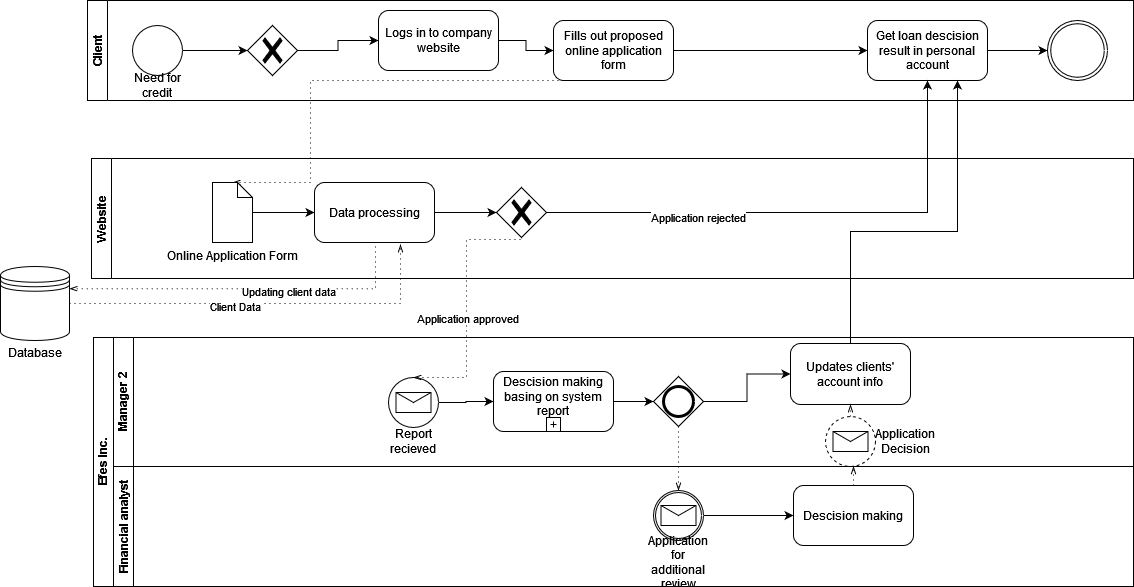 Client
Need for
credit
Logs in to company
website
Fills out proposed
online application
form
Get loan descision
result in personal
account
Website
Online Application Form
Data processing
Application rejected
Updating client data
Client Data
Database
Application approved
Efes Inc.
Manager 2
Report
recieved
Descision making
basing on system
report
Updates clients'
account info
Application
Decision
Financial analyst
Application
for
additional
review
Descision making